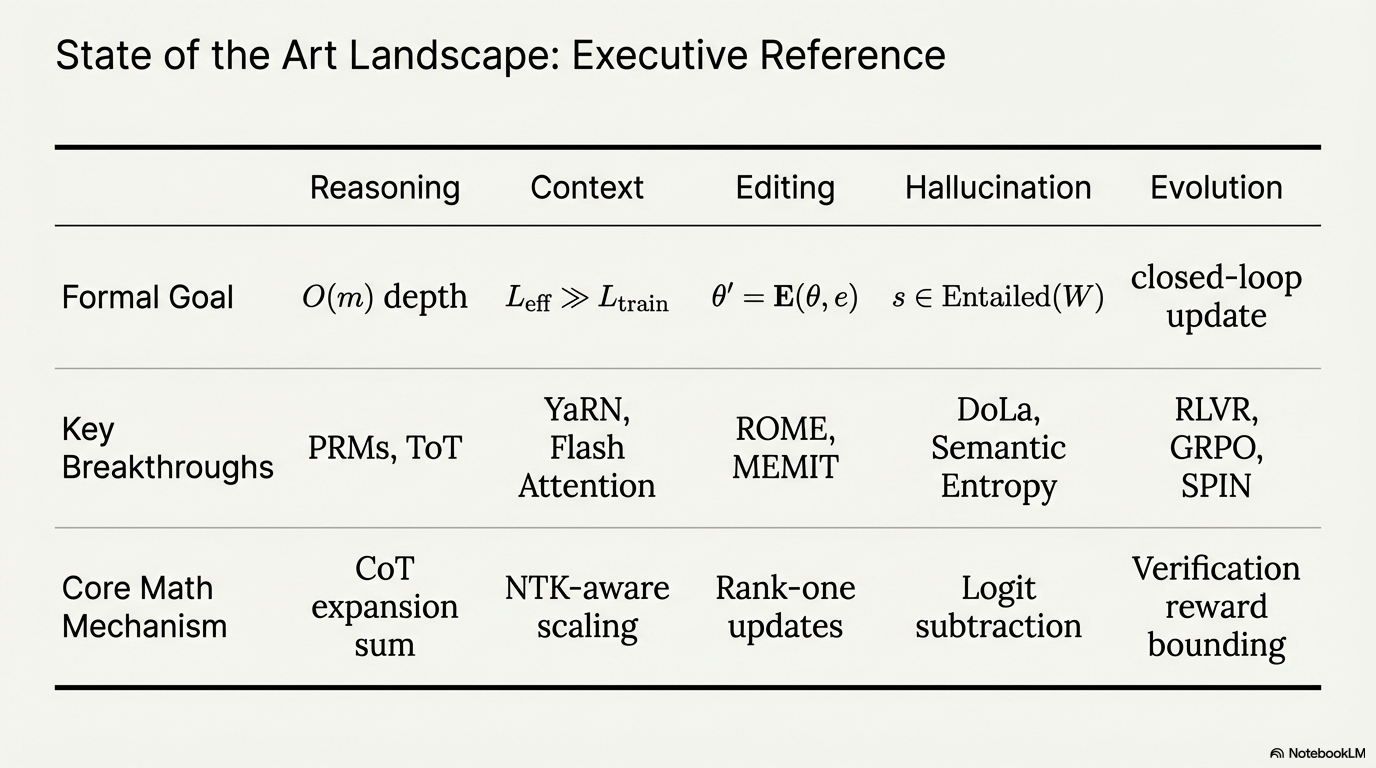 State of the Art Landscape: Executive Reference
Reasoning Context Editing Hallucination Evolution
Formal Goal
O(m) depth
L_eff ≫ L_train
θ′ = E(θ, e)
s ∈ Entailed(W)
closed-loop
update
Key
Breakthroughs
PRMs, ToT
YaRN,
Flash
Attention
ROME,
MEMIT
DoLa,
Semantic
Entropy
RLVR,
GRPO,
SPIN
Core Math
Mechanism
CoT
expansion
sum
NTK-aware
scaling
Rank-one
updates
Logit
subtraction
Verification
reward
bounding
NotebookLM